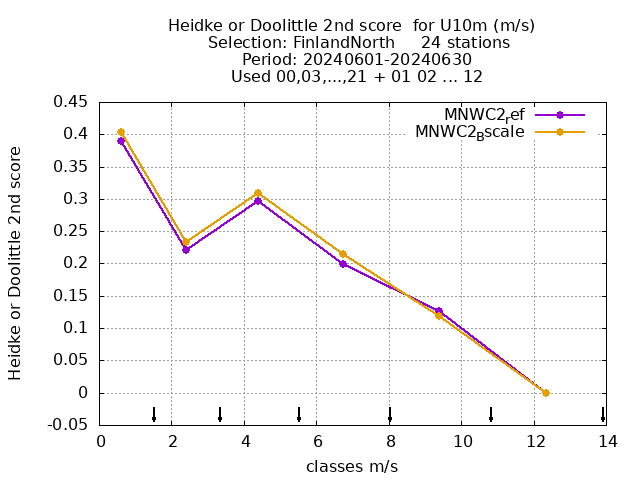 Heidke or Doolittle 2nd score  for U10m (m/s)
Selection: FinlandNorth     24 stations
Period: 20240601-20240630
Used 00,03,...,21 + 01 02 ... 12
MNWC2ref
MNWC2Bscale
Heidke or Doolittle 2nd score
0.45
0.4
0.35
0.3
0.25
0.2
0.15
0.1
0.05
0
-0.05
0 2 4 6 8 10 12 14
classes m/s